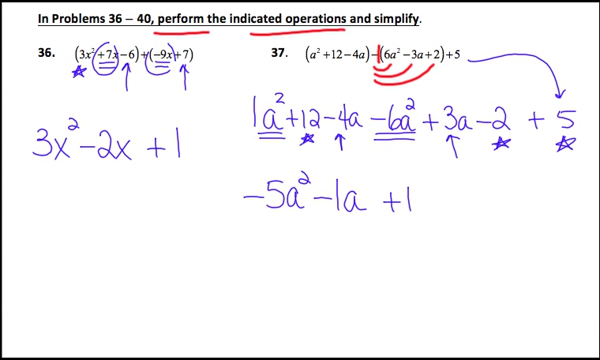 In Problems 36 – 40, perform the indicated operations and simplify.
36. (3x² +7x −6)+(−9x +7) 37. (a² +12−4a)−1(6a² −3a+2)+5
1a² +12 −4a −6a² +3a −2 + 5
3x² −2x +1
−5a² −1a +1